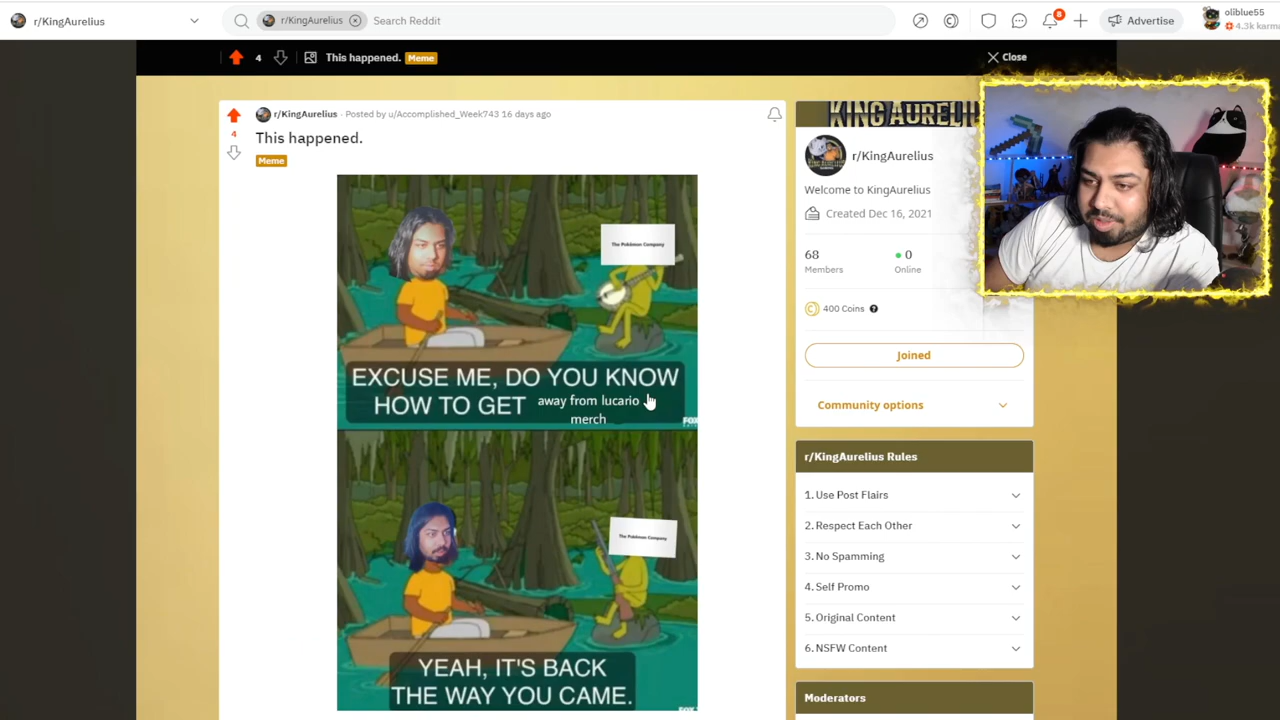 r/KingAurelius
r/KingAurelius
Search Reddit
8
Advertise
oliblue55
4.3k karma
4
This happened.
Meme
Close
4
r/KingAurelius · Posted by u/Accomplished_Week743 16 days ago
This happened.
Meme
The Pokémon Company
EXCUSE ME, DO YOU KNOW
HOW TO GET away from lucario
merch
FOX
The Pokémon Company
YEAH, IT'S BACK
THE WAY YOU CAME.
KING AURELIU
r/KingAurelius
Welcome to KingAurelius
Created Dec 16, 2021
68
0
Members
Online
400 Coins
Joined
Community options
r/KingAurelius Rules
1. Use Post Flairs
2. Respect Each Other
3. No Spamming
4. Self Promo
5. Original Content
6. NSFW Content
Moderators